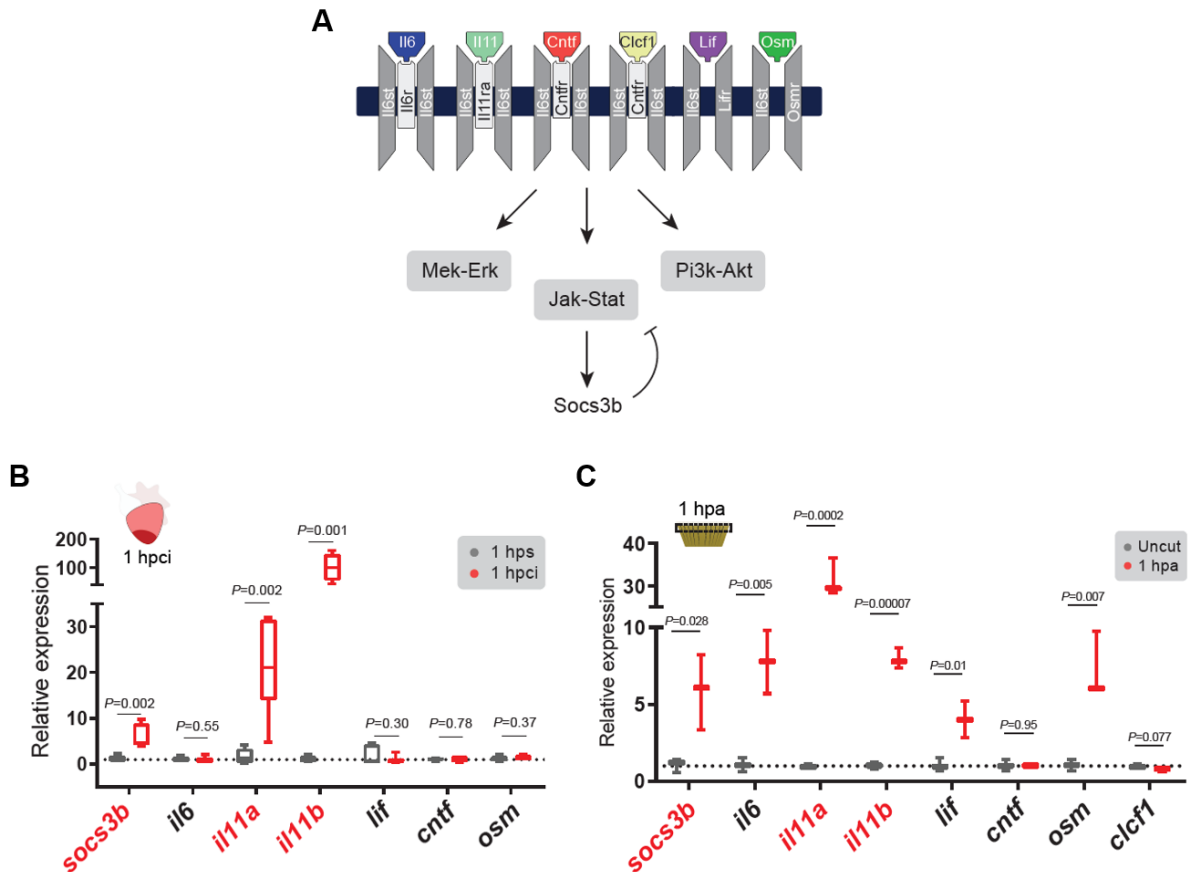 A
Il6 Il11 Cntf Clcf1 Lif Osm
Il6st Il6r Il6st Il6st Il11ra Il6st Il6st Cntfr Il6st Il6st Cntfr Il6st Il6st Lifr Il6st Osmr
Mek-Erk Pi3k-Akt
Jak-Stat
Socs3b
B
1 hpci
1 hps
1 hpci
Relative expression
200
100
30
20
10
0
P=0.002
P=0.55
P=0.002
P=0.001
P=0.30
P=0.78
P=0.37
socs3b il6 il11a il11b lif cntf osm
C
1 hpa
Uncut
1 hpa
Relative expression
40
30
10
5
0
P=0.028
P=0.005
P=0.0002
P=0.00007
P=0.01
P=0.95
P=0.007
P=0.077
socs3b il6 il11a il11b lif cntf osm clcf1